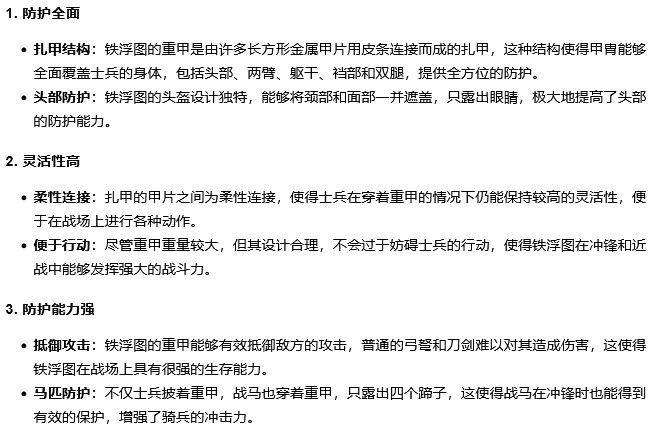 1. 防护全面
• 扎甲结构：铁浮图的重甲是由许多长方形金属甲片用皮条连接而成的扎甲，这种结构使得甲胄能够
全面覆盖士兵的身体，包括头部、两臂、躯干、裆部和双腿，提供全方位的防护。
• 头部防护：铁浮图的头盔设计独特，能够将颈部和面部一并遮盖，只露出眼睛，极大地提高了头部
的防护能力。
2. 灵活性高
• 柔性连接：扎甲的甲片之间为柔性连接，使得士兵在穿着重甲的情况下仍能保持较高的灵活性，便
于在战场上进行各种动作。
• 便于行动：尽管重甲重量较大，但其设计合理，不会过于妨碍士兵的行动，使得铁浮图在冲锋和近
战中能够发挥强大的战斗力。
3. 防护能力强
• 抵御攻击：铁浮图的重甲能够有效抵御敌方的攻击，普通的弓弩和刀剑难以对其造成伤害，这使得
铁浮图在战场上具有很强的生存能力。
• 马匹防护：不仅士兵披着重甲，战马也穿着重甲，只露出四个蹄子，这使得战马在冲锋时也能得到
有效的保护，增强了骑兵的冲击力。